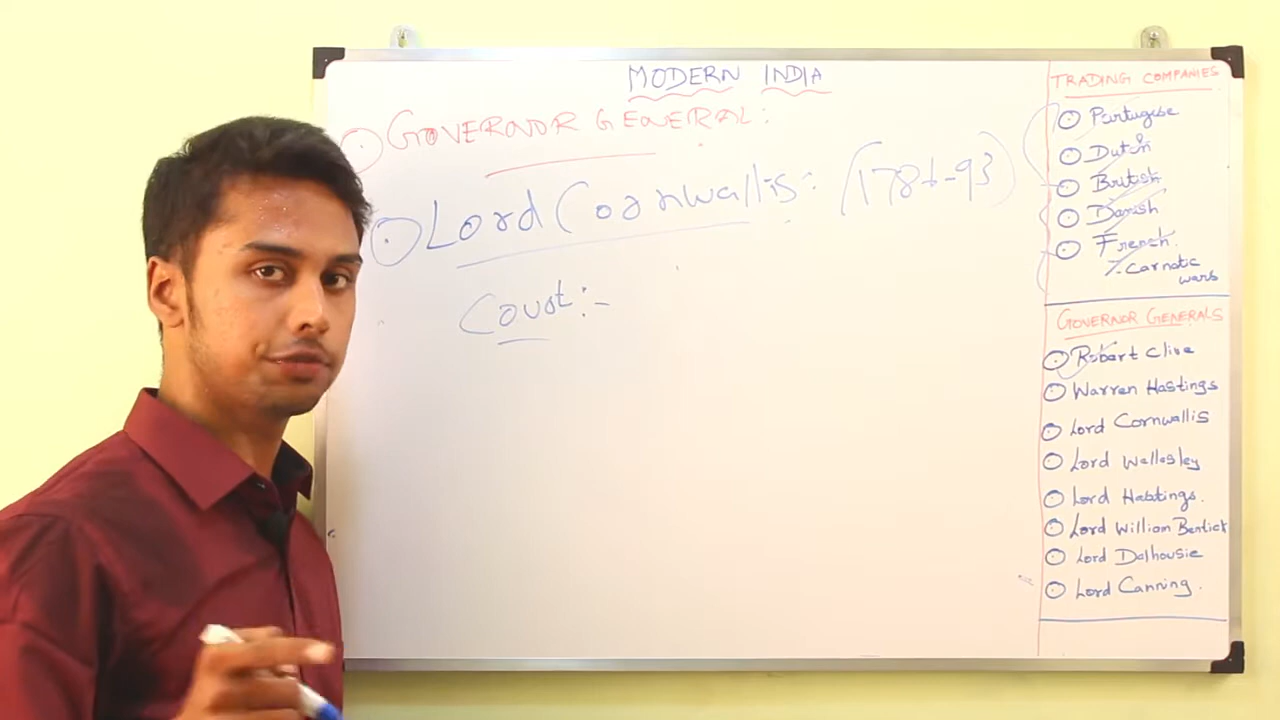 MODERN INDIA
GOVERNOR GENERAL:
Lord Cornwallis: (1786-93)
Court:-
TRADING COMPANIES
Portugese
Dutch
British
Danish
French.
Carnatic
wars
GOVERNOR GENERALS
Robert Clive
Warren Hastings
Lord Cornwallis
Lord Wellesley
Lord Hastings.
Lord William Bentick
Lord Dalhousie
Lord Canning.